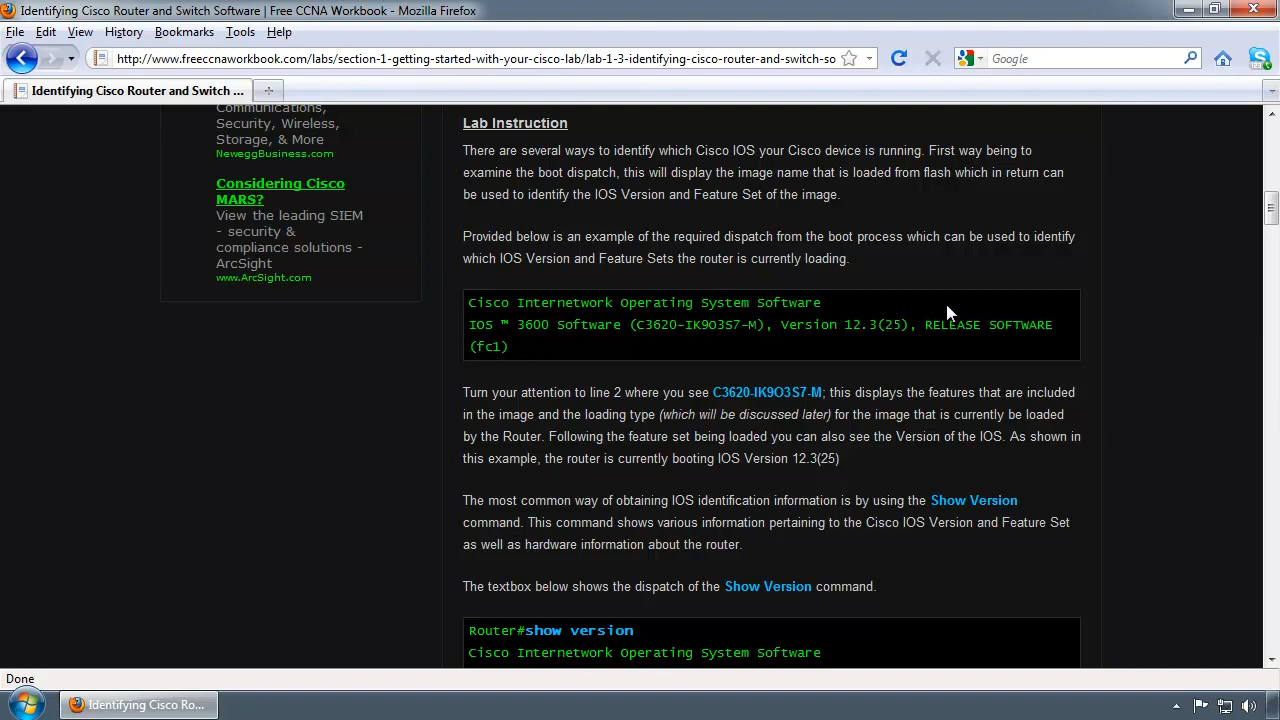 Identifying Cisco Router and Switch Software | Free CCNA Workbook - Mozilla Firefox
File Edit View History Bookmarks Tools Help
http://www.freeccnaworkbook.com/labs/section-1-getting-started-with-your-cisco-lab/lab-1-3-identifying-cisco-router-and-switch-so
Google
Identifying Cisco Router and Switch ...
Communications,
Security, Wireless,
Storage, & More
NeweggBusiness.com
Considering Cisco
MARS?
View the leading SIEM
- security &
compliance solutions -
ArcSight
www.ArcSight.com
Lab Instruction
There are several ways to identify which Cisco IOS your Cisco device is running. First way being to
examine the boot dispatch, this will display the image name that is loaded from flash which in return can
be used to identify the IOS Version and Feature Set of the image.
Provided below is an example of the required dispatch from the boot process which can be used to identify
which IOS Version and Feature Sets the router is currently loading.
Cisco Internetwork Operating System Software
IOS ™ 3600 Software (C3620-IK9O3S7-M), Version 12.3(25), RELEASE SOFTWARE
(fc1)
Turn your attention to line 2 where you see C3620-IK9O3S7-M; this displays the features that are included
in the image and the loading type (which will be discussed later) for the image that is currently be loaded
by the Router. Following the feature set being loaded you can also see the Version of the IOS. As shown in
this example, the router is currently booting IOS Version 12.3(25)
The most common way of obtaining IOS identification information is by using the Show Version
command. This command shows various information pertaining to the Cisco IOS Version and Feature Set
as well as hardware information about the router.
The textbox below shows the dispatch of the Show Version command.
Router#show version
Cisco Internetwork Operating System Software
Done
Identifying Cisco Ro...